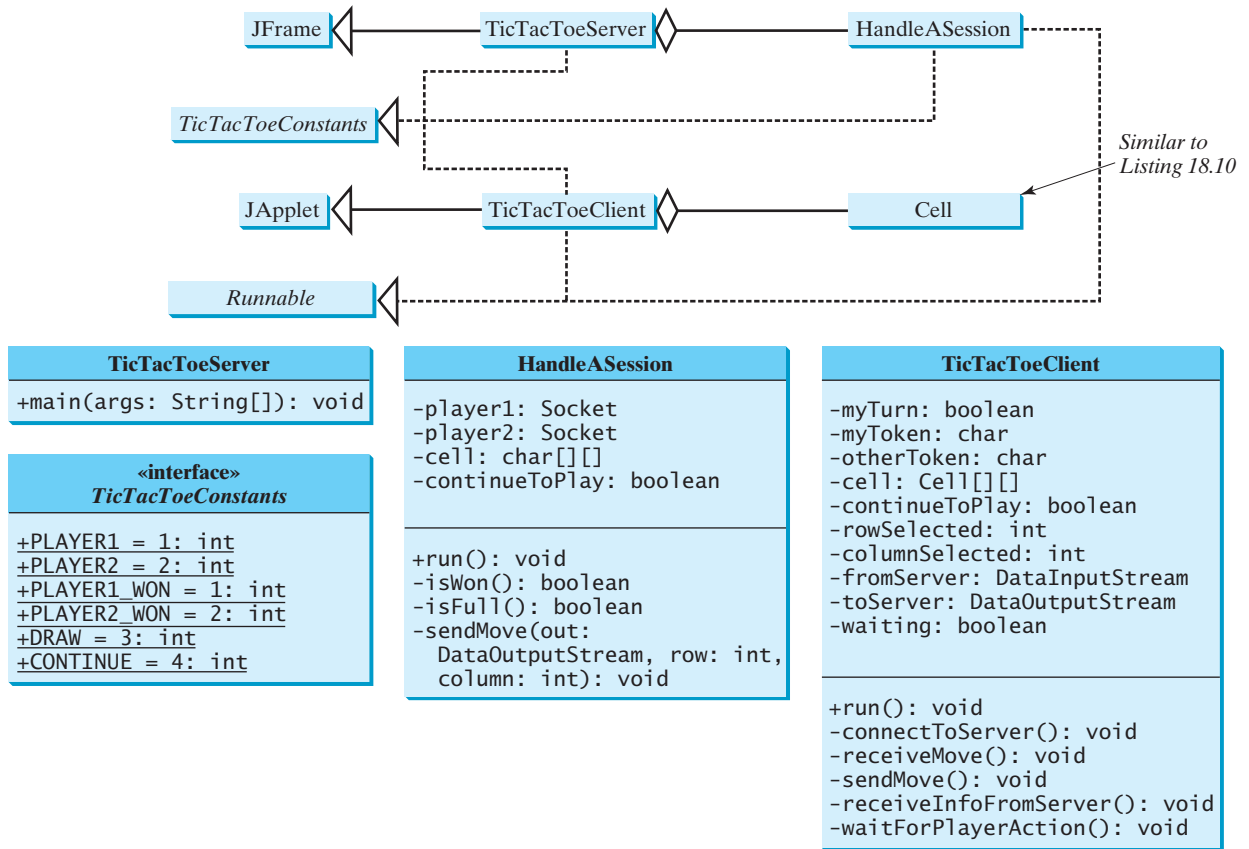 JFrame
TicTacToeServer
HandleASession
TicTacToeConstants
Similar to
Listing 18.10
JApplet
TicTacToeClient
Cell
Runnable
TicTacToeServer
+main(args: String[]): void
«interface»
TicTacToeConstants
+PLAYER1 = 1: int
+PLAYER2 = 2: int
+PLAYER1_WON = 1: int
+PLAYER2_WON = 2: int
+DRAW = 3: int
+CONTINUE = 4: int
HandleASession
-player1: Socket
-player2: Socket
-cell: char[][]
-continueToPlay: boolean
+run(): void
-isWon(): boolean
-isFull(): boolean
-sendMove(out:
DataOutputStream, row: int,
column: int): void
TicTacToeClient
-myTurn: boolean
-myToken: char
-otherToken: char
-cell: Cell[][]
-continueToPlay: boolean
-rowSelected: int
-columnSelected: int
-fromServer: DataInputStream
-toServer: DataOutputStream
-waiting: boolean
+run(): void
-connectToServer(): void
-receiveMove(): void
-sendMove(): void
-receiveInfoFromServer(): void
-waitForPlayerAction(): void